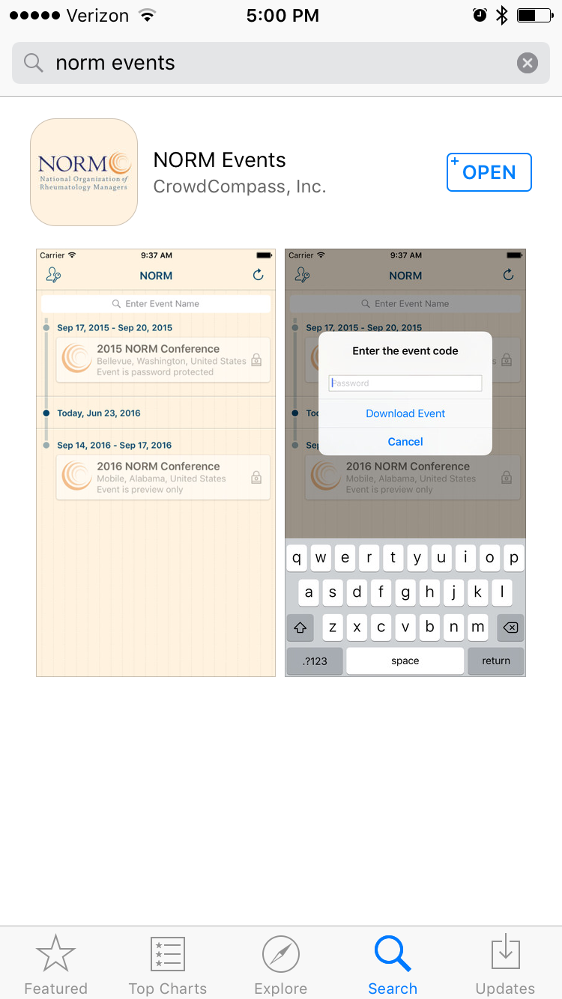 Verizon 5:00 PM
norm events
NORM
National Organization of
Rheumatology Managers
NORM Events
CrowdCompass, Inc.
+ OPEN
Carrier 9:37 AM
NORM
Enter Event Name
Sep 17, 2015 - Sep 20, 2015
2015 NORM Conference
Bellevue, Washington, United States
Event is password protected
Today, Jun 23, 2016
Sep 14, 2016 - Sep 17, 2016
2016 NORM Conference
Mobile, Alabama, United States
Event is preview only
Carrier 9:37 AM
NORM
Enter Event Name
Sep 17, 2015 - Sep 20, 2015
s
Enter the event code
Password
Download Event
Cancel
Toc
Se
2016 NORM Conference
Mobile, Alabama, United States
Event is preview only
q w e r t y u i o p
a s d f g h j k l
z x c v b n m
.?123 space return
Featured Top Charts Explore Search Updates